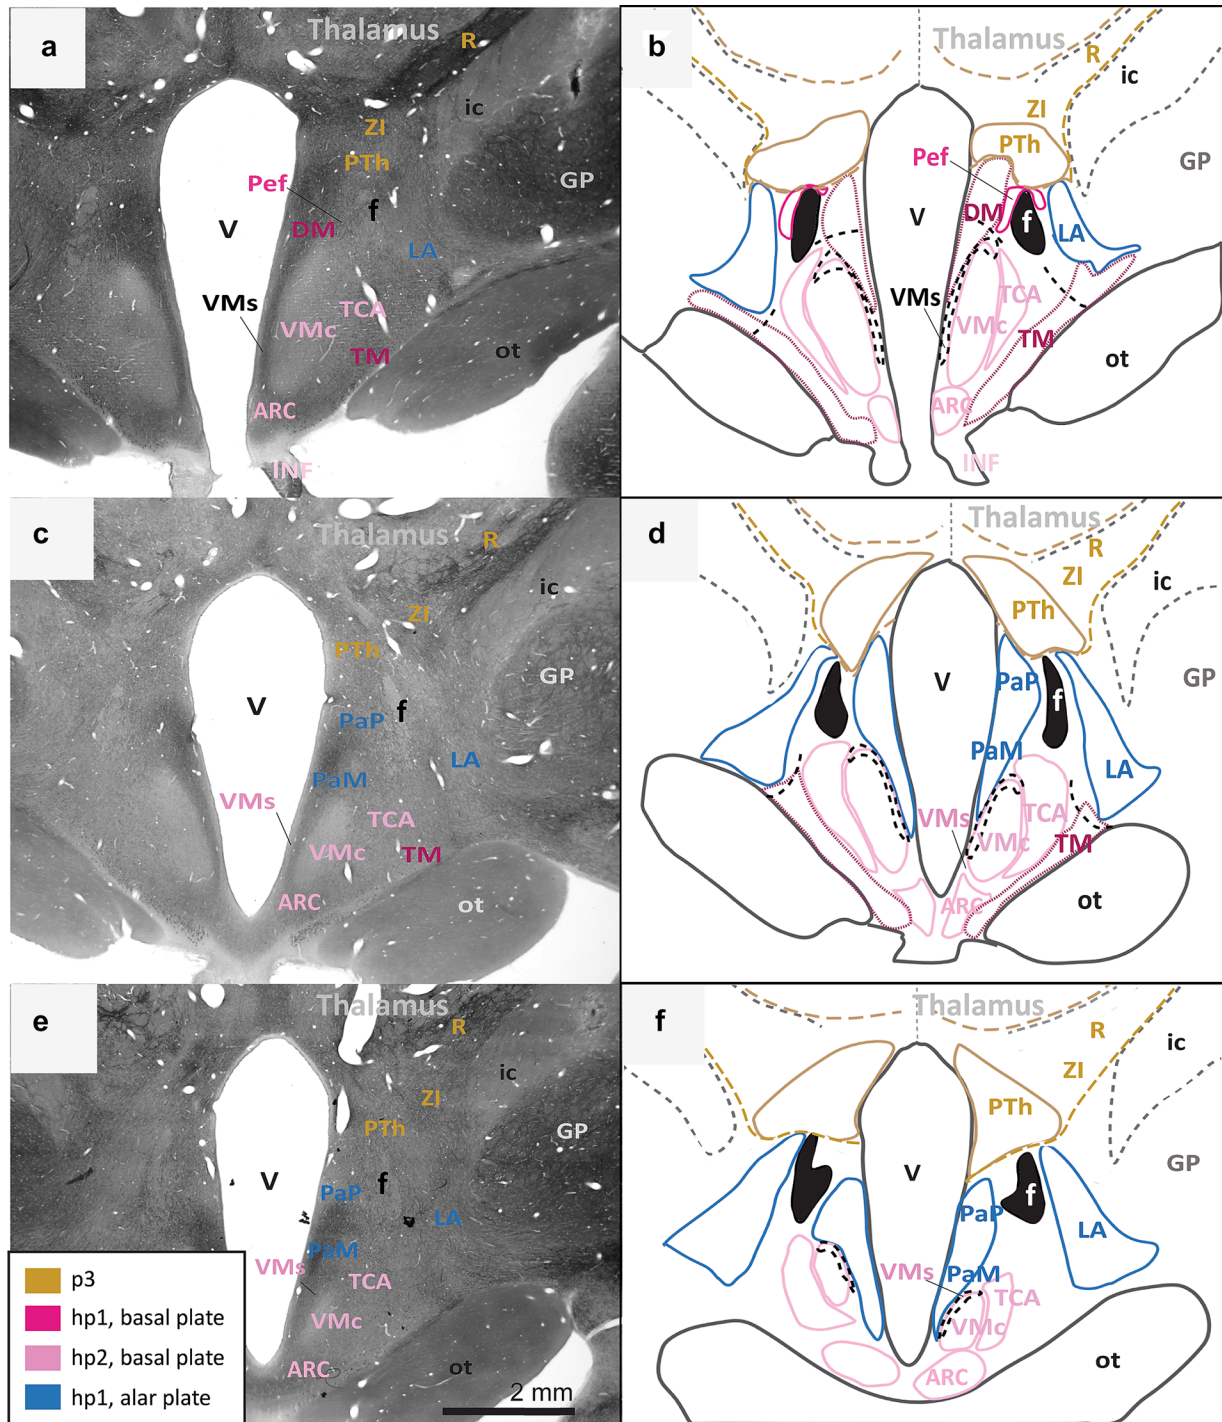 a
Thalamus
R
ic
ZI
PTh
GP
Pef
f
V
DM
LA
VMs
TCA
VMc
TM
ot
ARC
INF
b
Thalamus
R
ic
ZI
PTh
GP
Pef
V
DM
f
LA
VMs
TCA
VMc
TM
ot
ARC
INF
c
Thalamus
R
ic
ZI
PTh
GP
V
f
PaP
LA
PaM
VMs
TCA
VMc
TM
ARC
ot
d
Thalamus
R
ZI
ic
PTh
GP
V
PaP
f
PaM
LA
VMs
TCA
VMc
TM
ARC
ot
e
Thalamus
R
ic
ZI
PTh
GP
V
f
PaP
LA
PaM
VMs
TCA
VMc
ARC
ot
2 mm
p3
hp1, basal plate
hp2, basal plate
hp1, alar plate
f
Thalamus
R
ic
ZI
PTh
GP
V
f
PaP
LA
VMs
PaM
TCA
VMc
ARC
ot